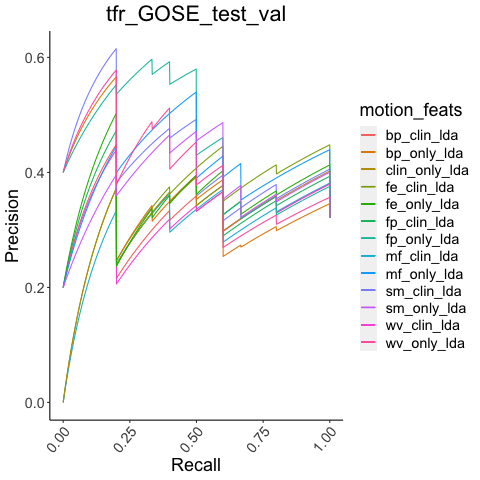 tfr_GOSE_test_val
Precision
0.6
0.4
0.2
0.0
0.00
0.25
0.50
0.75
1.00
Recall
motion_feats
bp_clin_lda
bp_only_lda
clin_only_lda
fe_clin_lda
fe_only_lda
fp_clin_lda
fp_only_lda
mf_clin_lda
mf_only_lda
sm_clin_lda
sm_only_lda
wv_clin_lda
wv_only_lda